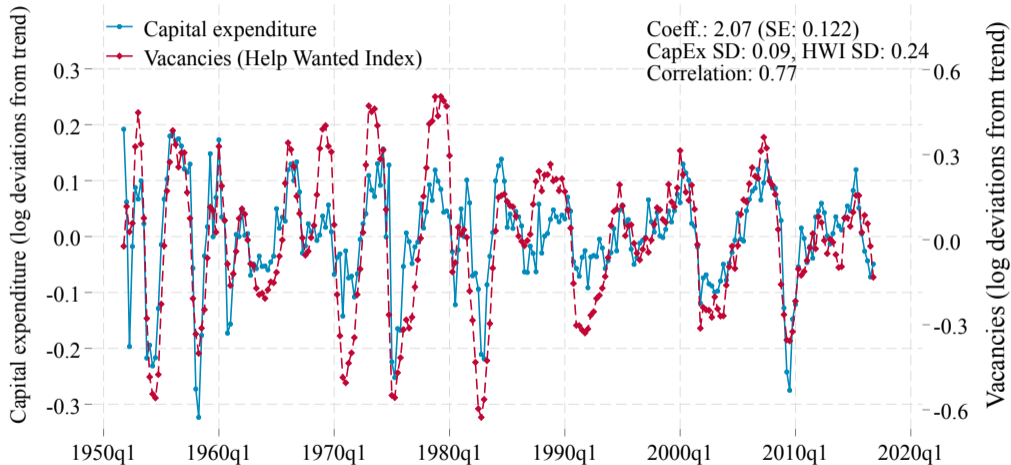 Capital expenditure
Vacancies (Help Wanted Index)
Coeff.: 2.07 (SE: 0.122)
CapEx SD: 0.09, HWI SD: 0.24
Correlation: 0.77
Capital expenditure (log deviations from trend)
0.3
0.2
0.1
0.0
-0.1
-0.2
-0.3
Vacancies (log deviations from trend)
0.6
0.3
0.0
-0.3
-0.6
1950q1 1960q1 1970q1 1980q1 1990q1 2000q1 2010q1 2020q1